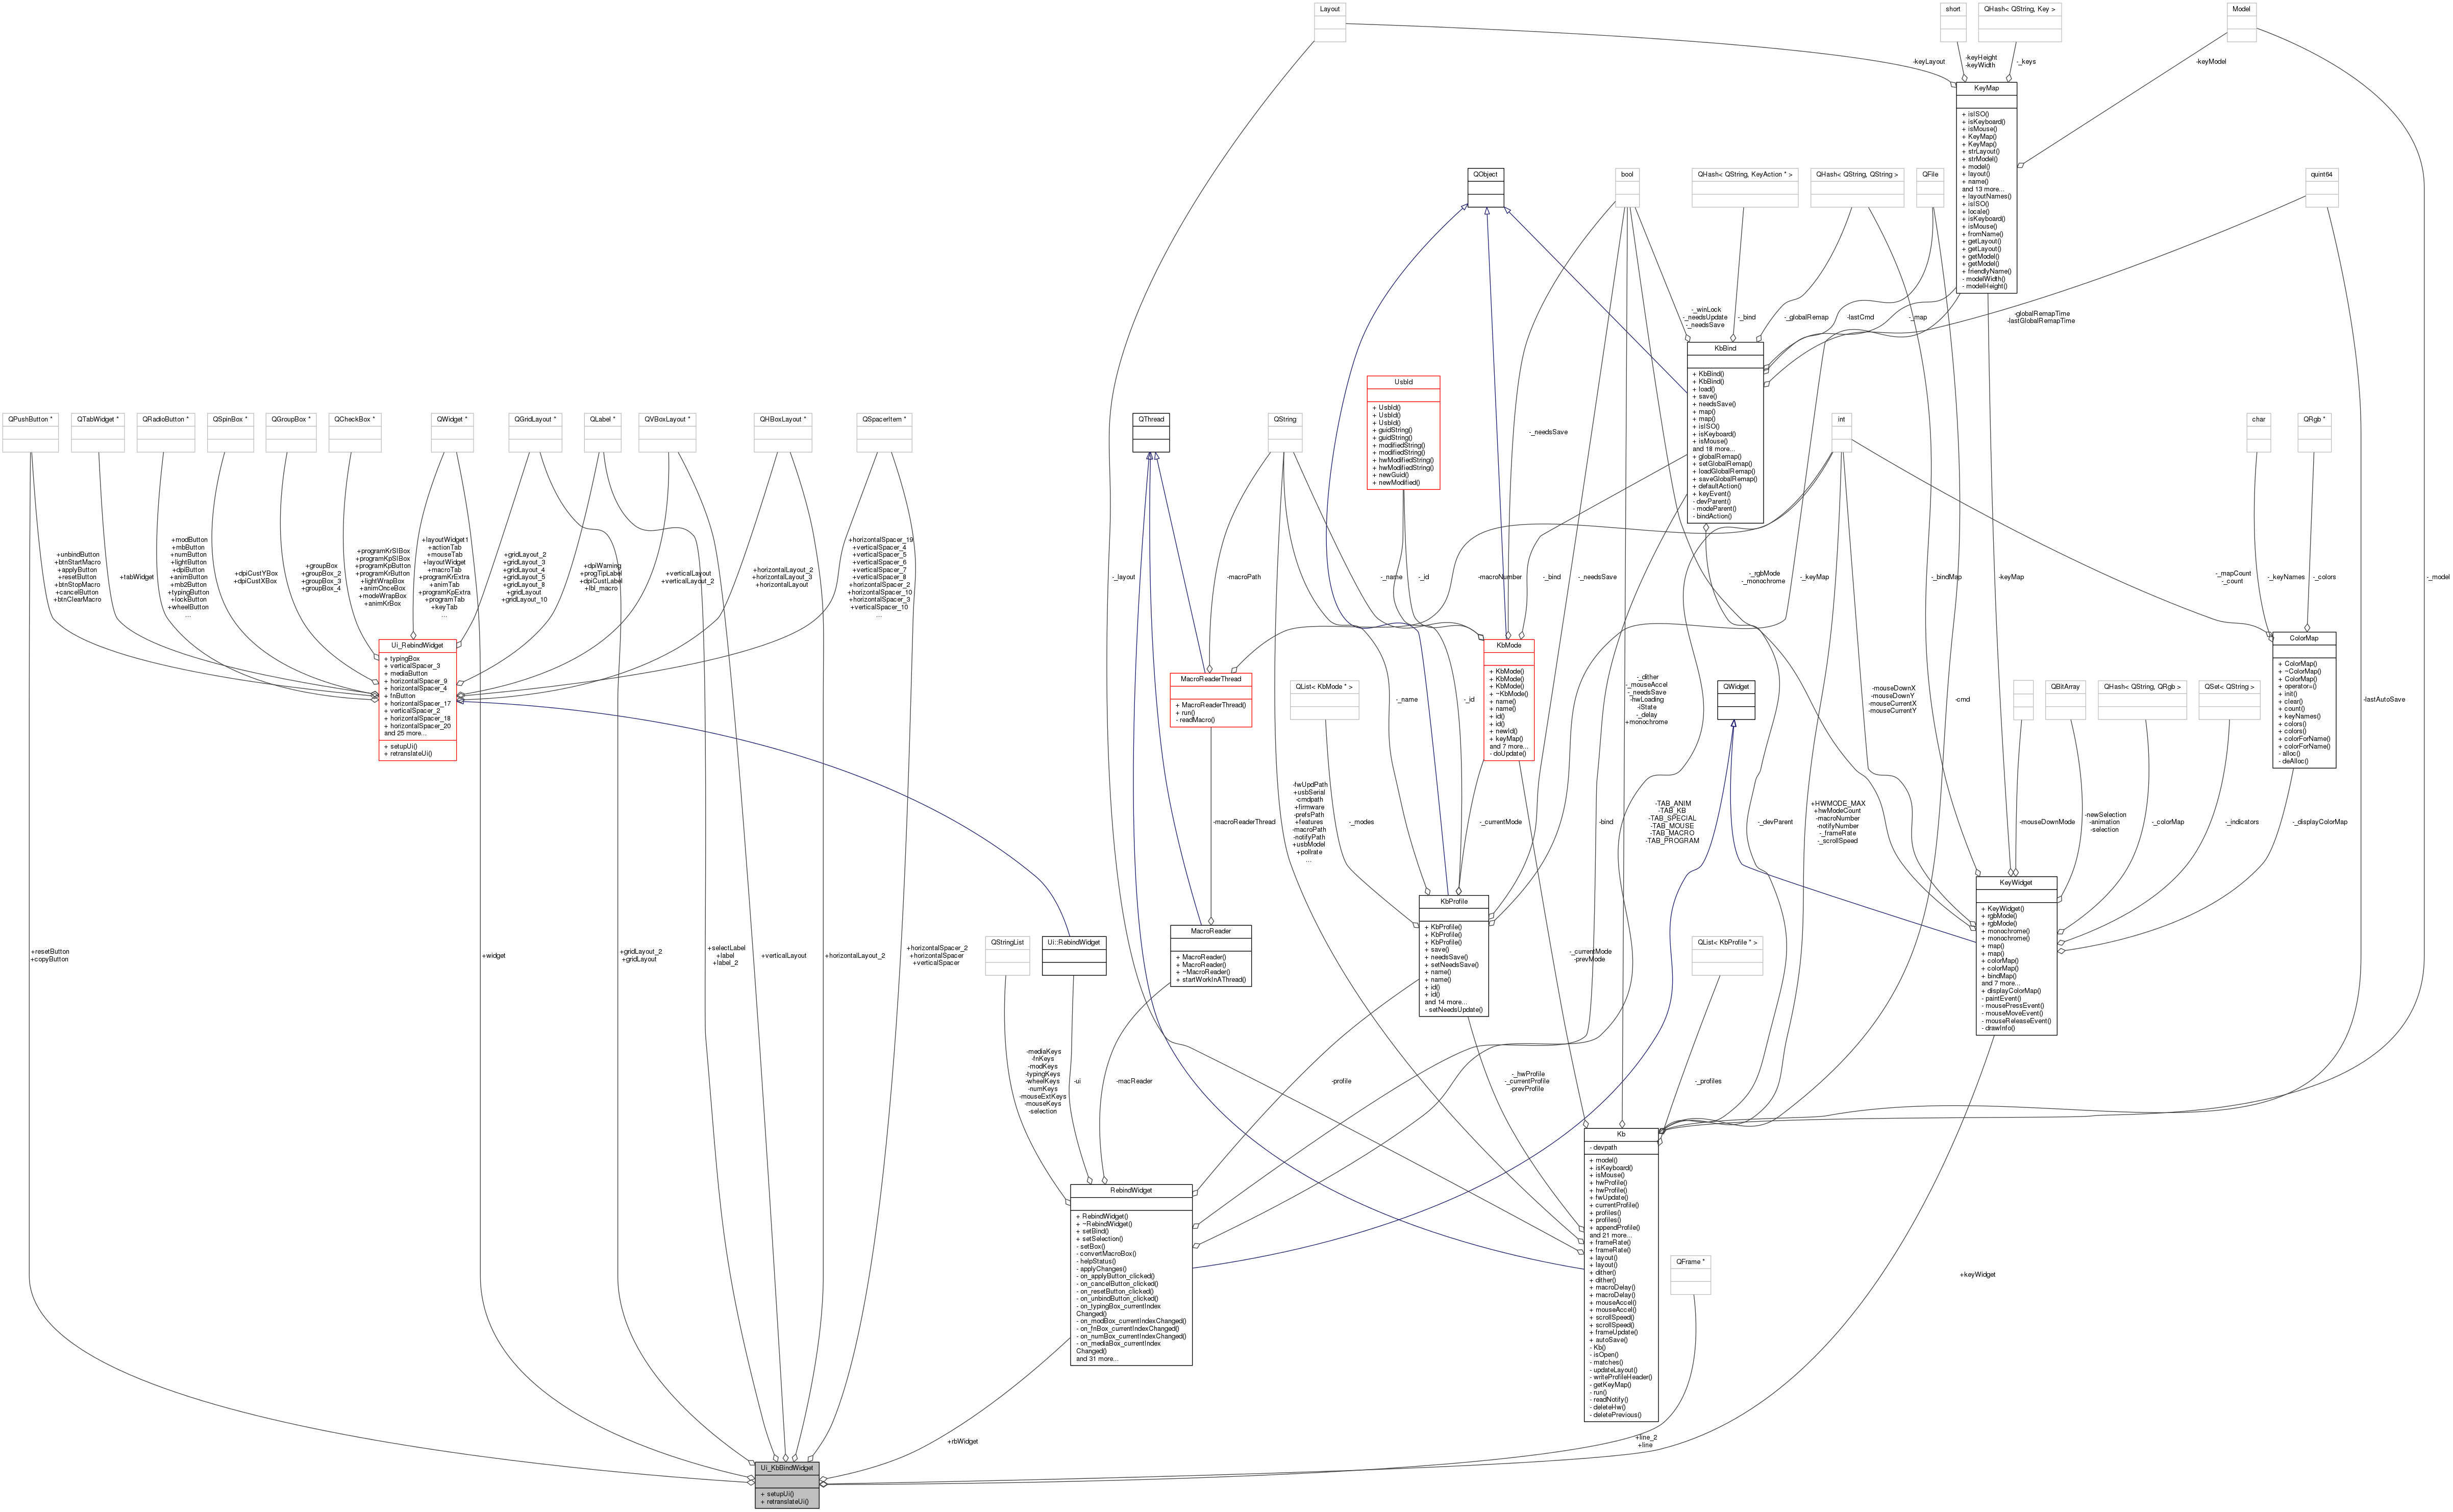 Layout
short
QHash< QString, Key >
Model
-keyLayout
-keyHeight
-keyWidth
-_keys
-keyModel
KeyMap
+ isISO()
+ isKeyboard()
+ isMouse()
+ KeyMap()
+ KeyMap()
+ strLayout()
+ strModel()
+ model()
+ layout()
+ name()
and 13 more...
+ layoutNames()
+ isISO()
+ locale()
+ isKeyboard()
+ isMouse()
+ fromName()
+ getLayout()
+ getLayout()
+ getModel()
+ getModel()
+ friendlyName()
- modelWidth()
- modelHeight()
QObject
bool
QHash< QString, KeyAction * >
QHash< QString, QString >
QFile
quint64
-_winLock
-_needsUpdate
-_needsSave
-_bind
-_globalRemap
-lastCmd
-_map
-globalRemapTime
-lastGlobalRemapTime
KbBind
+ KbBind()
+ KbBind()
+ load()
+ save()
+ needsSave()
+ map()
+ map()
+ isISO()
+ isKeyboard()
+ isMouse()
and 18 more...
+ globalRemap()
+ setGlobalRemap()
+ loadGlobalRemap()
+ saveGlobalRemap()
+ defaultAction()
+ keyEvent()
- devParent()
- modeParent()
- bindAction()
UsbId
+ UsbId()
+ UsbId()
+ UsbId()
+ guidString()
+ guidString()
+ modifiedString()
+ modifiedString()
+ hwModifiedString()
+ hwModifiedString()
+ newGuid()
+ newModified()
QPushButton *
QTabWidget *
QRadioButton *
QSpinBox *
QGroupBox *
QCheckBox *
QWidget *
QGridLayout *
QLabel *
QVBoxLayout *
QHBoxLayout *
QSpacerItem *
QThread
QString
int
char
QRgb *
-_needsSave
+unbindButton
+btnStartMacro
+applyButton
+resetButton
+btnStopMacro
+cancelButton
+btnClearMacro
+tabWidget
+modButton
+mbButton
+numButton
+lightButton
+dpiButton
+animButton
+mb2Button
+typingButton
+lockButton
+wheelButton
...
+dpiCustYBox
+dpiCustXBox
+groupBox
+groupBox_2
+groupBox_3
+groupBox_4
+programKrSIBox
+programKpSIBox
+programKpButton
+programKrButton
+lightWrapBox
+animOnceBox
+modeWrapBox
+animKrBox
+layoutWidget1
+actionTab
+mouseTab
+layoutWidget
+macroTab
+programKrExtra
+animTab
+programKpExtra
+programTab
+keyTab
...
+gridLayout_2
+gridLayout_3
+gridLayout_4
+gridLayout_5
+gridLayout_8
+gridLayout
+gridLayout_10
+dpiWarning
+progTipLabel
+dpiCustLabel
+lbl_macro
+verticalLayout
+verticalLayout_2
+horizontalLayout_2
+horizontalLayout_3
+horizontalLayout
+horizontalSpacer_19
+verticalSpacer_4
+verticalSpacer_5
+verticalSpacer_6
+verticalSpacer_7
+verticalSpacer_8
+horizontalSpacer_2
+horizontalSpacer_10
+horizontalSpacer_3
+verticalSpacer_10
...
-_layout
-macroPath
-_name
-_id
-macroNumber
-_bind
-_needsSave
-_rgbMode
-_monochrome
-_keyMap
-_bindMap
-keyMap
-_mapCount
-_count
-_keyNames
-_colors
-_model
Ui_RebindWidget
+ typingBox
+ verticalSpacer_3
+ mediaButton
+ horizontalSpacer_9
+ horizontalSpacer_4
+ fnButton
+ horizontalSpacer_17
+ verticalSpacer_2
+ horizontalSpacer_18
+ horizontalSpacer_20
and 25 more...
+ setupUi()
+ retranslateUi()
MacroReaderThread
+ MacroReaderThread()
+ run()
- readMacro()
KbMode
+ KbMode()
+ KbMode()
+ KbMode()
+ ~KbMode()
+ name()
+ name()
+ id()
+ id()
+ newId()
+ keyMap()
and 7 more...
- doUpdate()
ColorMap
+ ColorMap()
+ ~ColorMap()
+ ColorMap()
+ operator=()
+ init()
+ clear()
+ count()
+ keyNames()
+ colors()
+ colors()
+ colorForName()
+ colorForName()
- alloc()
- deAlloc()
QList< KbMode * >
-_name
-_id
-_dither
-_mouseAccel
-_needsSave
-hwLoading
-iState
-_delay
+monochrome
QWidget
-mouseDownX
-mouseDownY
-mouseCurrentX
-mouseCurrentY
-cmd
QBitArray
QHash< QString, QRgb >
QSet< QString >
-lastAutoSave
-fwUpdPath
+usbSerial
-cmdpath
+firmware
-prefsPath
+features
-macroPath
-notifyPath
+usbModel
+pollrate
...
-macroReaderThread
-_modes
-_currentMode
-bind
-TAB_ANIM
-TAB_KB
-TAB_SPECIAL
-TAB_MOUSE
-TAB_MACRO
-TAB_PROGRAM
-_devParent
+HWMODE_MAX
+hwModeCount
-macroNumber
-notifyNumber
-_frameRate
-_scrollSpeed
-mouseDownMode
-newSelection
-animation
-selection
-_colorMap
-_indicators
-_displayColorMap
KeyWidget
+ KeyWidget()
+ rgbMode()
+ rgbMode()
+ monochrome()
+ monochrome()
+ map()
+ map()
+ colorMap()
+ colorMap()
+ bindMap()
and 7 more...
+ displayColorMap()
- paintEvent()
- mousePressEvent()
- mouseMoveEvent()
- mouseReleaseEvent()
- drawInfo()
KbProfile
+ KbProfile()
+ KbProfile()
+ KbProfile()
+ save()
+ needsSave()
+ setNeedsSave()
+ name()
+ name()
+ id()
+ id()
and 14 more...
- setNeedsUpdate()
MacroReader
+ MacroReader()
+ MacroReader()
+ ~MacroReader()
+ startWorkInAThread()
QStringList
Ui::RebindWidget
QList< KbProfile * >
+resetButton
+copyButton
+widget
+gridLayout_2
+gridLayout
+selectLabel
+label
+label_2
+verticalLayout
+horizontalLayout_2
+horizontalSpacer_2
+horizontalSpacer
+verticalSpacer
-_currentMode
-prevMode
-mediaKeys
-fnKeys
-modKeys
-typingKeys
-wheelKeys
-numKeys
-mouseExtKeys
-mouseKeys
-selection
-ui
-macReader
-profile
-_hwProfile
-_currentProfile
-prevProfile
-_profiles
Kb
- devpath
+ model()
+ isKeyboard()
+ isMouse()
+ hwProfile()
+ hwProfile()
+ fwUpdate()
+ currentProfile()
+ profiles()
+ profiles()
+ appendProfile()
and 21 more...
+ frameRate()
+ frameRate()
+ layout()
+ layout()
+ dither()
+ dither()
+ macroDelay()
+ macroDelay()
+ mouseAccel()
+ mouseAccel()
+ scrollSpeed()
+ scrollSpeed()
+ frameUpdate()
+ autoSave()
- Kb()
- isOpen()
- matches()
- updateLayout()
- writeProfileHeader()
- getKeyMap()
- run()
- readNotify()
- deleteHw()
- deletePrevious()
RebindWidget
+ RebindWidget()
+ ~RebindWidget()
+ setBind()
+ setSelection()
- setBox()
- convertMacroBox()
- helpStatus()
- applyChanges()
- on_applyButton_clicked()
- on_cancelButton_clicked()
- on_resetButton_clicked()
- on_unbindButton_clicked()
- on_typingBox_currentIndex
Changed()
- on_modBox_currentIndexChanged()
- on_fnBox_currentIndexChanged()
- on_numBox_currentIndexChanged()
- on_mediaBox_currentIndex
Changed()
and 31 more...
QFrame *
+keyWidget
+rbWidget
+line_2
+line
Ui_KbBindWidget
+ setupUi()
+ retranslateUi()